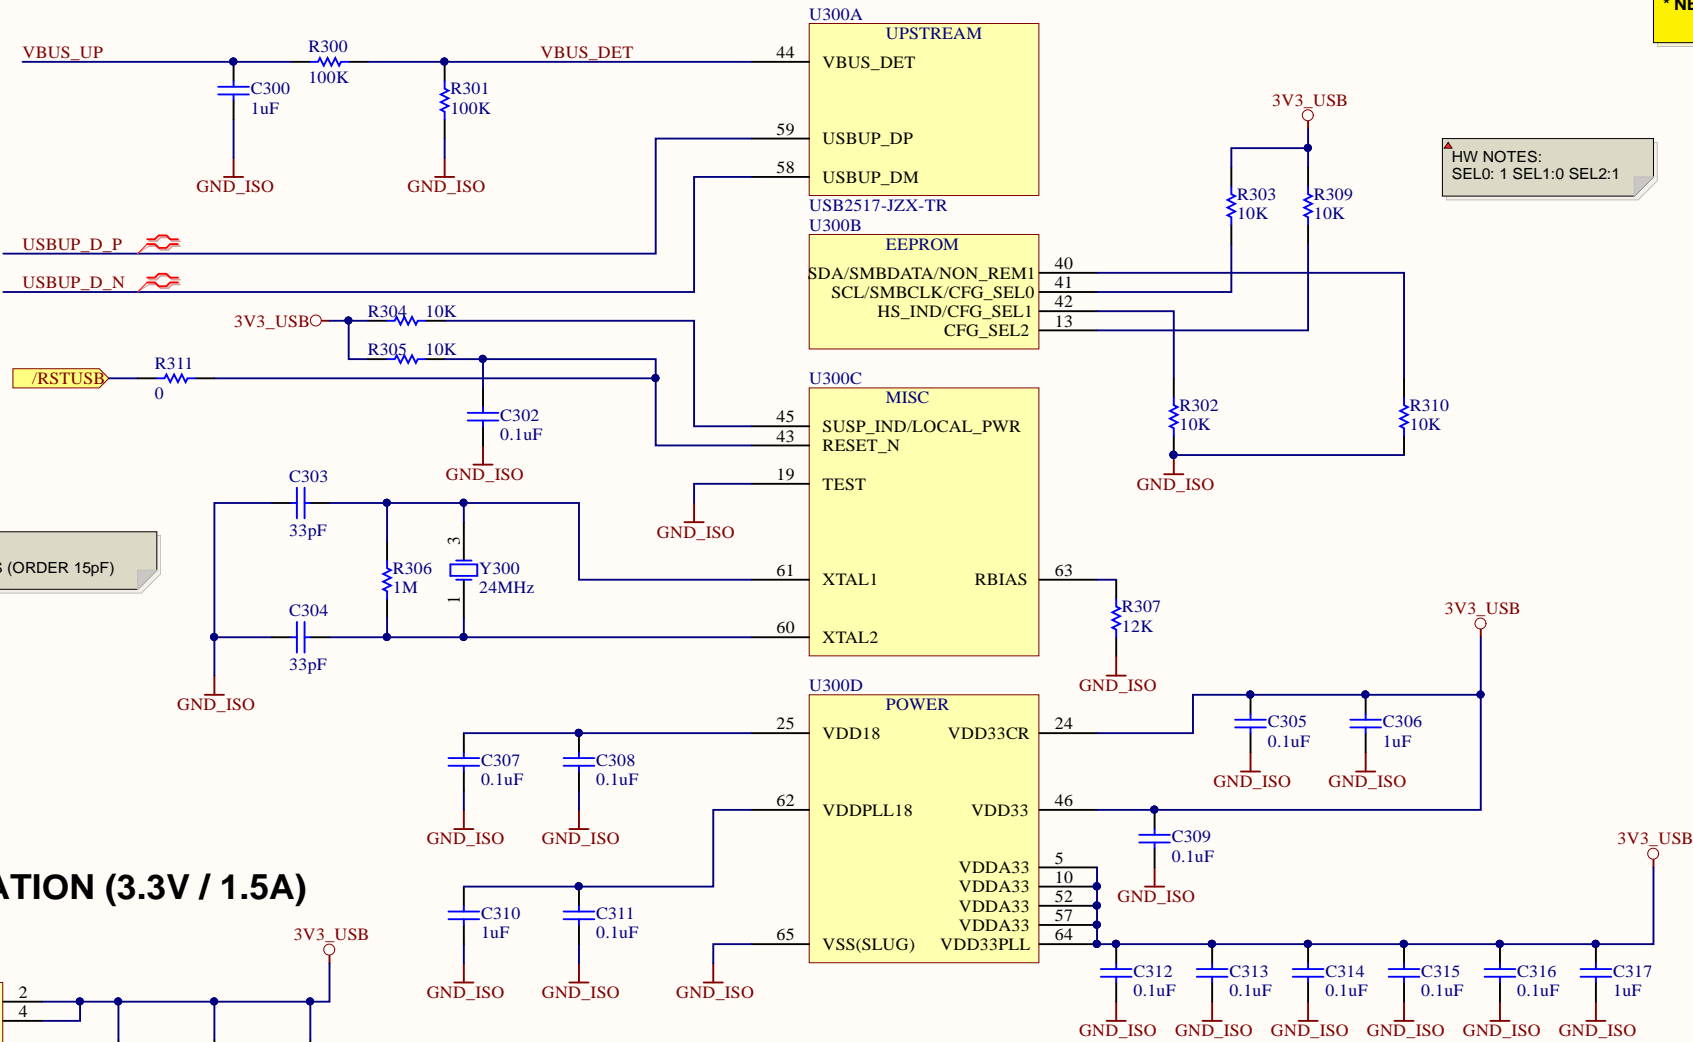 U300A
UPSTREAM
* NE
VBUS_UP
R300
100K
VBUS_DET
44
VBUS_DET
C300
1uF
R301
100K
GND_ISO
GND_ISO
59
USBUP_DP
58
USBUP_DM
USB2517-JZX-TR
USBUP_D_P
USBUP_D_N
3V3_USB
R303
10K
R309
10K
HW NOTES:
SEL0: 1 SEL1:0 SEL2:1
U300B
EEPROM
SDA/SMBDATA/NON_REM1
40
SCL/SMBCLK/CFG_SEL0
41
HS_IND/CFG_SEL1
42
CFG_SEL2
13
3V3_USB
R304
10K
R305
10K
/RSTUSB
R311
0
C302
0.1uF
GND_ISO
R302
10K
R310
10K
GND_ISO
U300C
MISC
45
SUSP_IND/LOCAL_PWR
43
RESET_N
19
TEST
GND_ISO
61
XTAL1
RBIAS
63
60
XTAL2
C303
33pF
R306
1M
3
1
Y300
24MHz
C304
33pF
GND_ISO
S (ORDER 15pF)
R307
12K
GND_ISO
3V3_USB
U300D
POWER
25
VDD18
VDD33CR
24
62
VDDPLL18
VDD33
46
VDDA33
5
VDDA33
10
VDDA33
52
VDDA33
57
65
VSS(SLUG)
VDD33PLL
64
C305
0.1uF
GND_ISO
C306
1uF
GND_ISO
C307
0.1uF
GND_ISO
C308
0.1uF
GND_ISO
C309
0.1uF
GND_ISO
3V3_USB
C310
1uF
GND_ISO
C311
0.1uF
GND_ISO
GND_ISO
C312
0.1uF
GND_ISO
C313
0.1uF
GND_ISO
C314
0.1uF
GND_ISO
C315
0.1uF
GND_ISO
C316
0.1uF
GND_ISO
C317
1uF
GND_ISO
ATION (3.3V / 1.5A)
3V3_USB
2
4